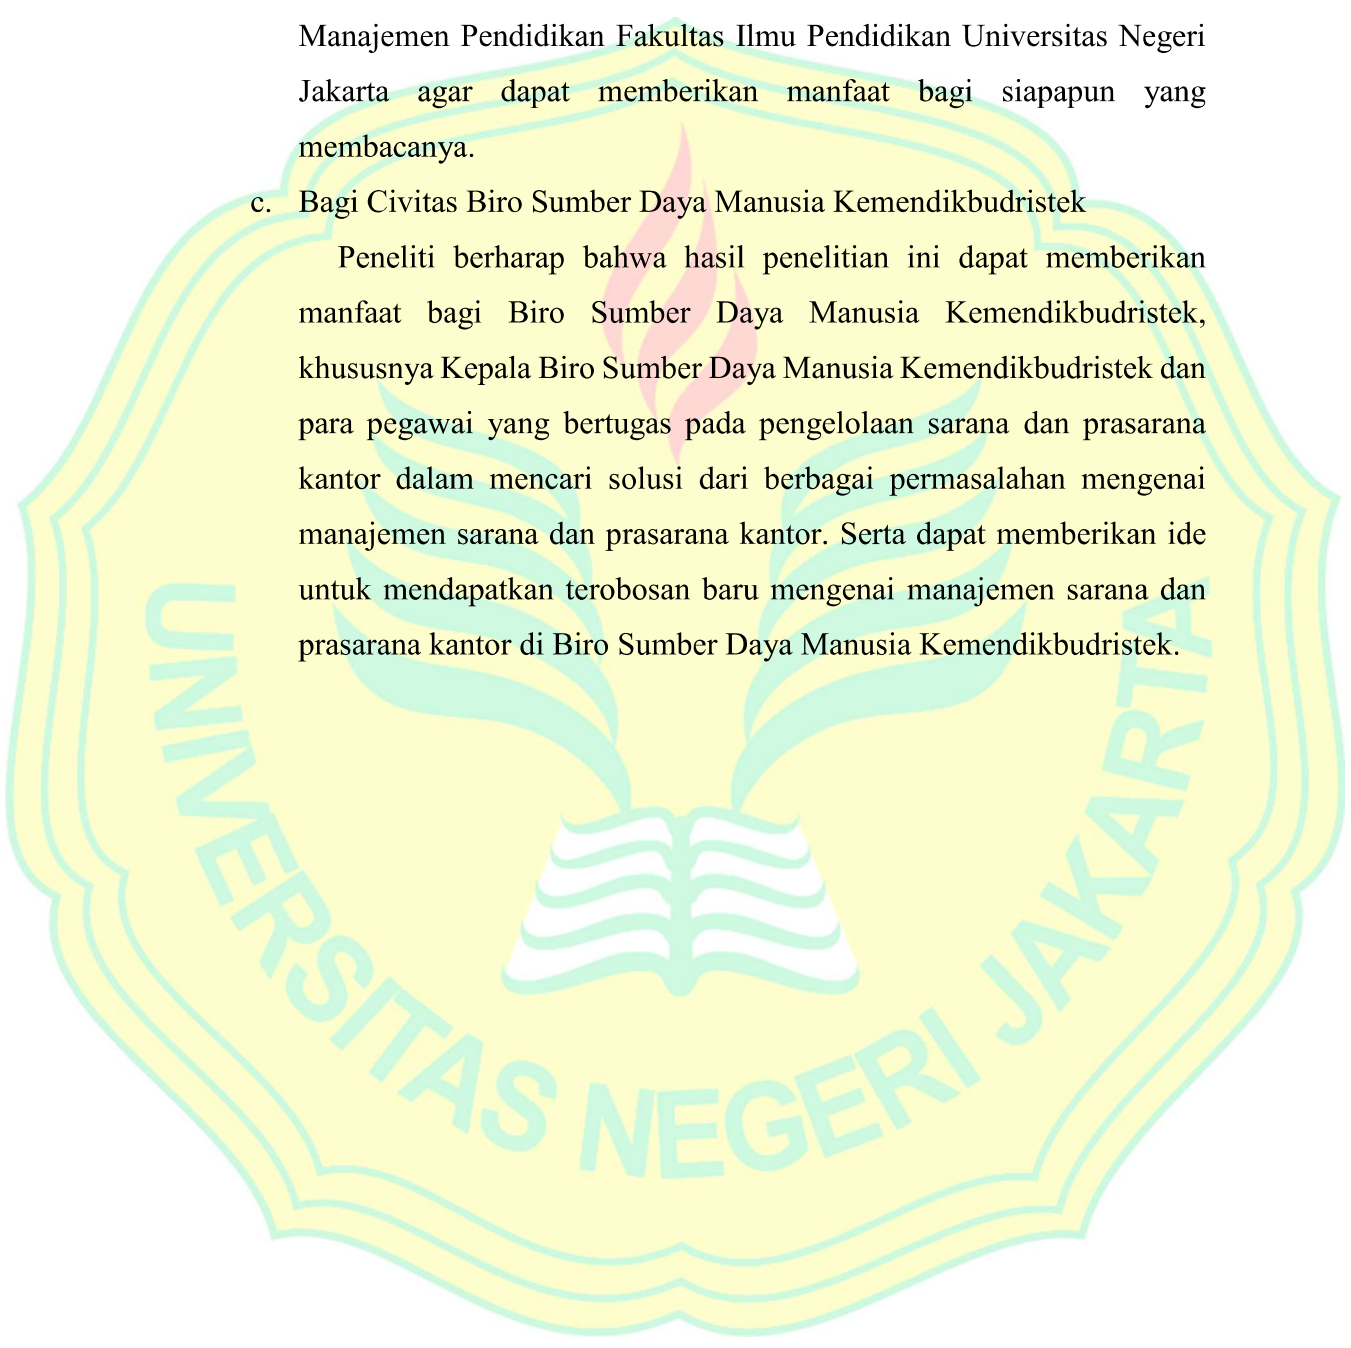 Manajemen Pendidikan Fakultas Ilmu Pendidikan Universitas Negeri
Jakarta agar dapat memberikan manfaat bagi siapapun yang
membacanya.
c. Bagi Civitas Biro Sumber Daya Manusia Kemendikbudristek
Peneliti berharap bahwa hasil penelitian ini dapat memberikan
manfaat bagi Biro Sumber Daya Manusia Kemendikbudristek,
khususnya Kepala Biro Sumber Daya Manusia Kemendikbudristek dan
para pegawai yang bertugas pada pengelolaan sarana dan prasarana
kantor dalam mencari solusi dari berbagai permasalahan mengenai
manajemen sarana dan prasarana kantor. Serta dapat memberikan ide
untuk mendapatkan terobosan baru mengenai manajemen sarana dan
prasarana kantor di Biro Sumber Daya Manusia Kemendikbudristek.
UNIVERSITAS NEGERI JAKARTA